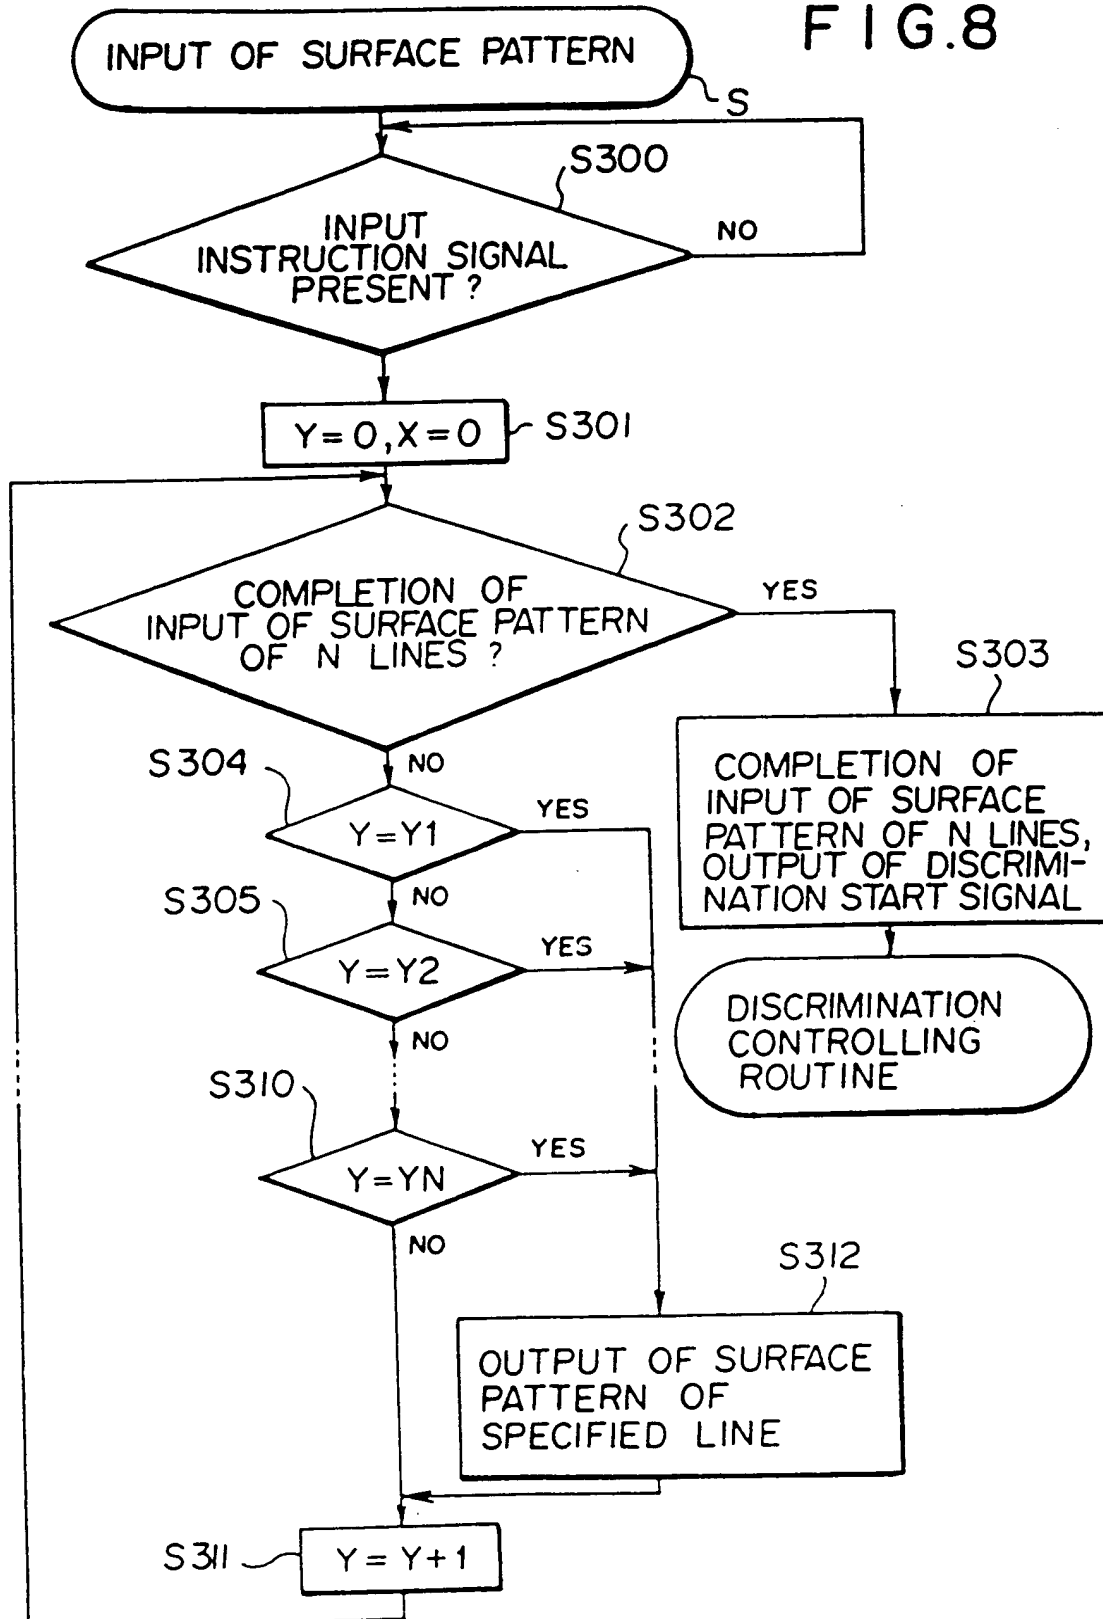 FIG.8
INPUT OF SURFACE PATTERN
S
S300
INPUT
INSTRUCTION SIGNAL
PRESENT ?
NO
Y=0, X=0
S301
S302
COMPLETION OF
INPUT OF SURFACE PATTERN
OF N LINES ?
YES
S303
COMPLETION OF
INPUT OF SURFACE
PATTERN OF N LINES,
OUTPUT OF DISCRIMI-
NATION START SIGNAL
DISCRIMINATION
CONTROLLING
ROUTINE
NO
S304
Y=Y1
YES
NO
S305
Y=Y2
YES
NO
S310
Y=YN
YES
NO
S312
OUTPUT OF SURFACE
PATTERN OF
SPECIFIED LINE
S311
Y=Y+1